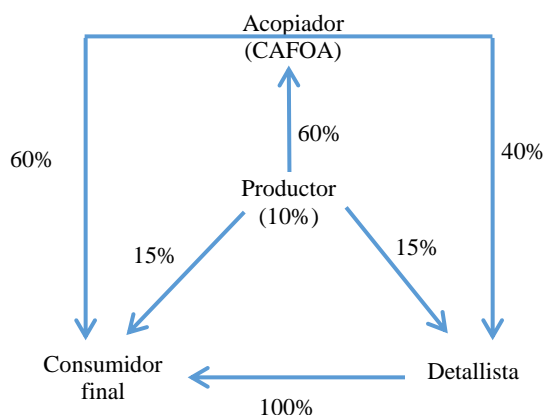 Acopiador
(CAFOA)
60%
60%
40%
Productor
(10%)
15%
15%
Consumidor
final
Detallista
100%